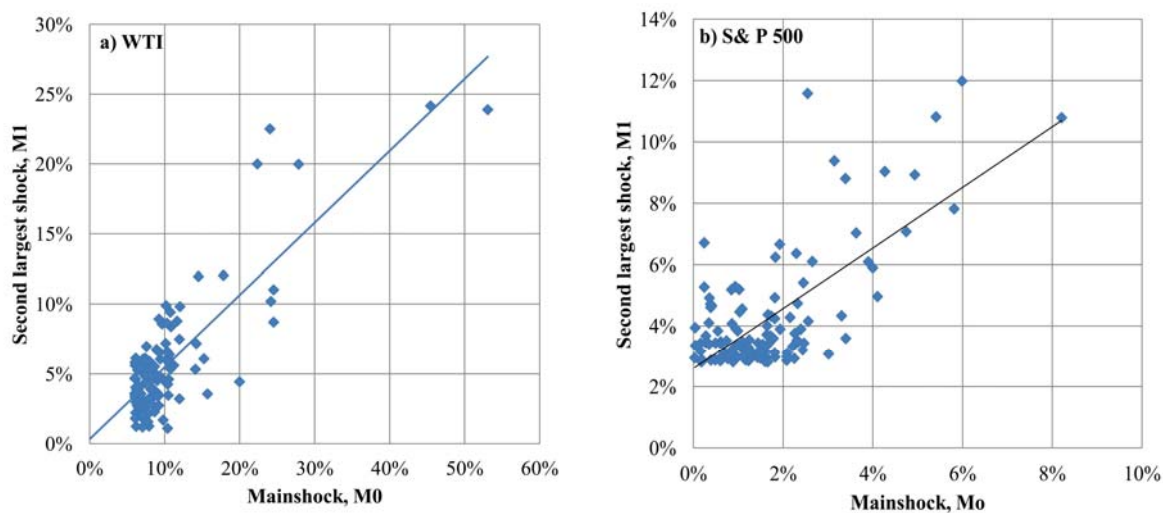 a) WTI
30%
25%
20%
15%
10%
5%
0%
Second largest shock, M1
0% 10% 20% 30% 40% 50% 60%
Mainshock, M0
b) S& P 500
14%
12%
10%
8%
6%
4%
2%
0%
Second largest shock, M1
0% 2% 4% 6% 8% 10%
Mainshock, Mo